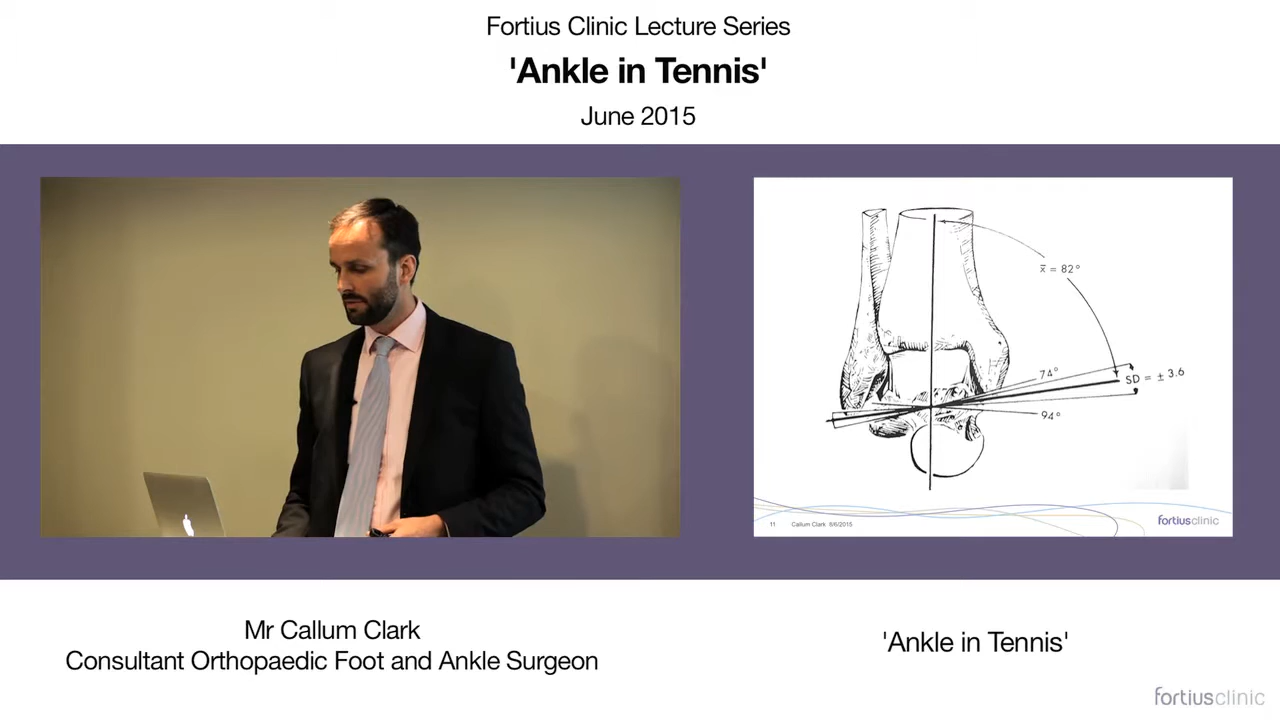 Fortius Clinic Lecture Series
'Ankle in Tennis'
June 2015
x̄ = 82°
74°
SD = ± 3.6
94°
11 Callum Clark 8/6/2015
fortiusclinic
Mr Callum Clark
Consultant Orthopaedic Foot and Ankle Surgeon
'Ankle in Tennis'
fortiusclinic